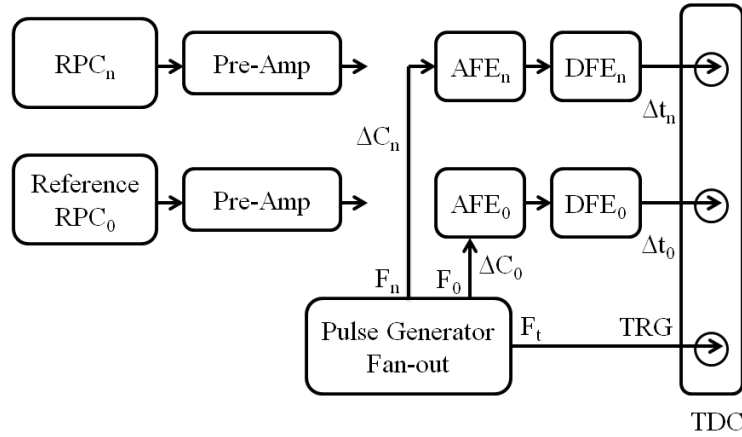 RPCₙ
Pre-Amp
AFEₙ
DFEₙ
Δtₙ
ΔCₙ
Reference
RPC₀
Pre-Amp
AFE₀
DFE₀
Δt₀
ΔC₀
Fₙ
F₀
Pulse Generator
Fan-out
Fₜ
TRG
TDC